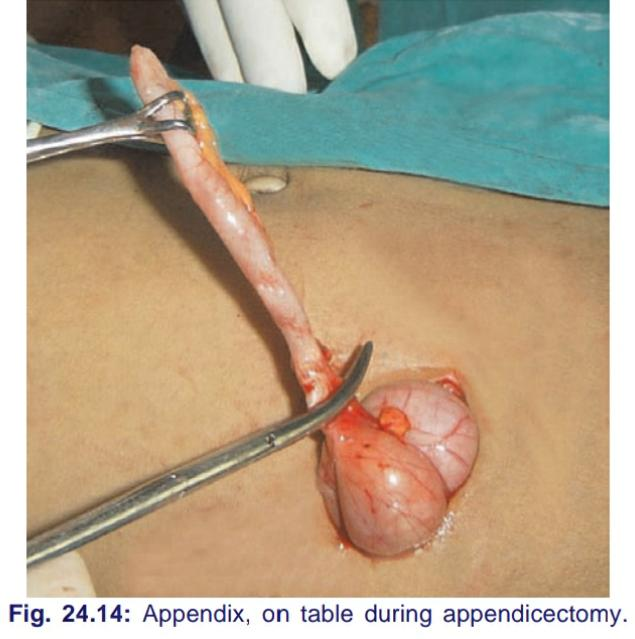 Fig. 24.14: Appendix, on table during appendicectomy.